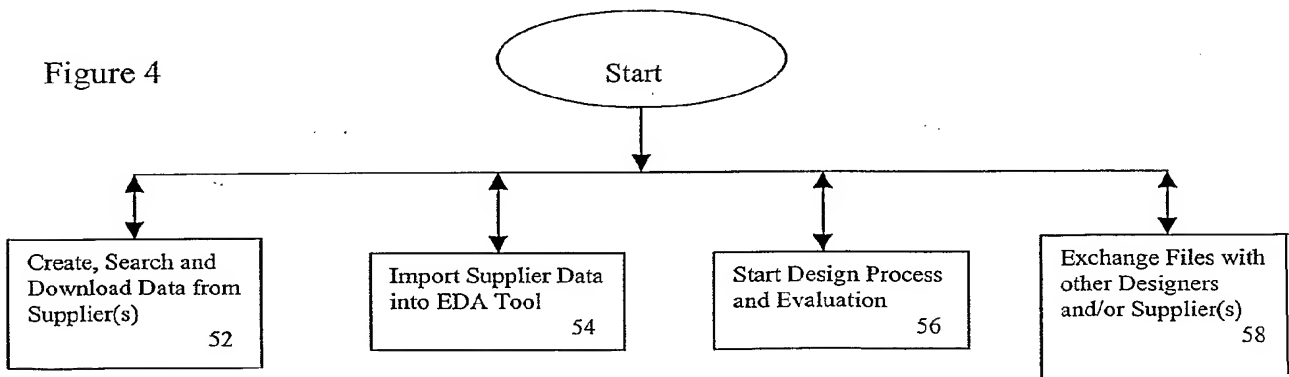 Figure 4
Start
Create, Search and
Download Data from
Supplier(s)
52
Import Supplier Data
into EDA Tool
54
Start Design Process
and Evaluation
56
Exchange Files with
other Designers
and/or Supplier(s)
58